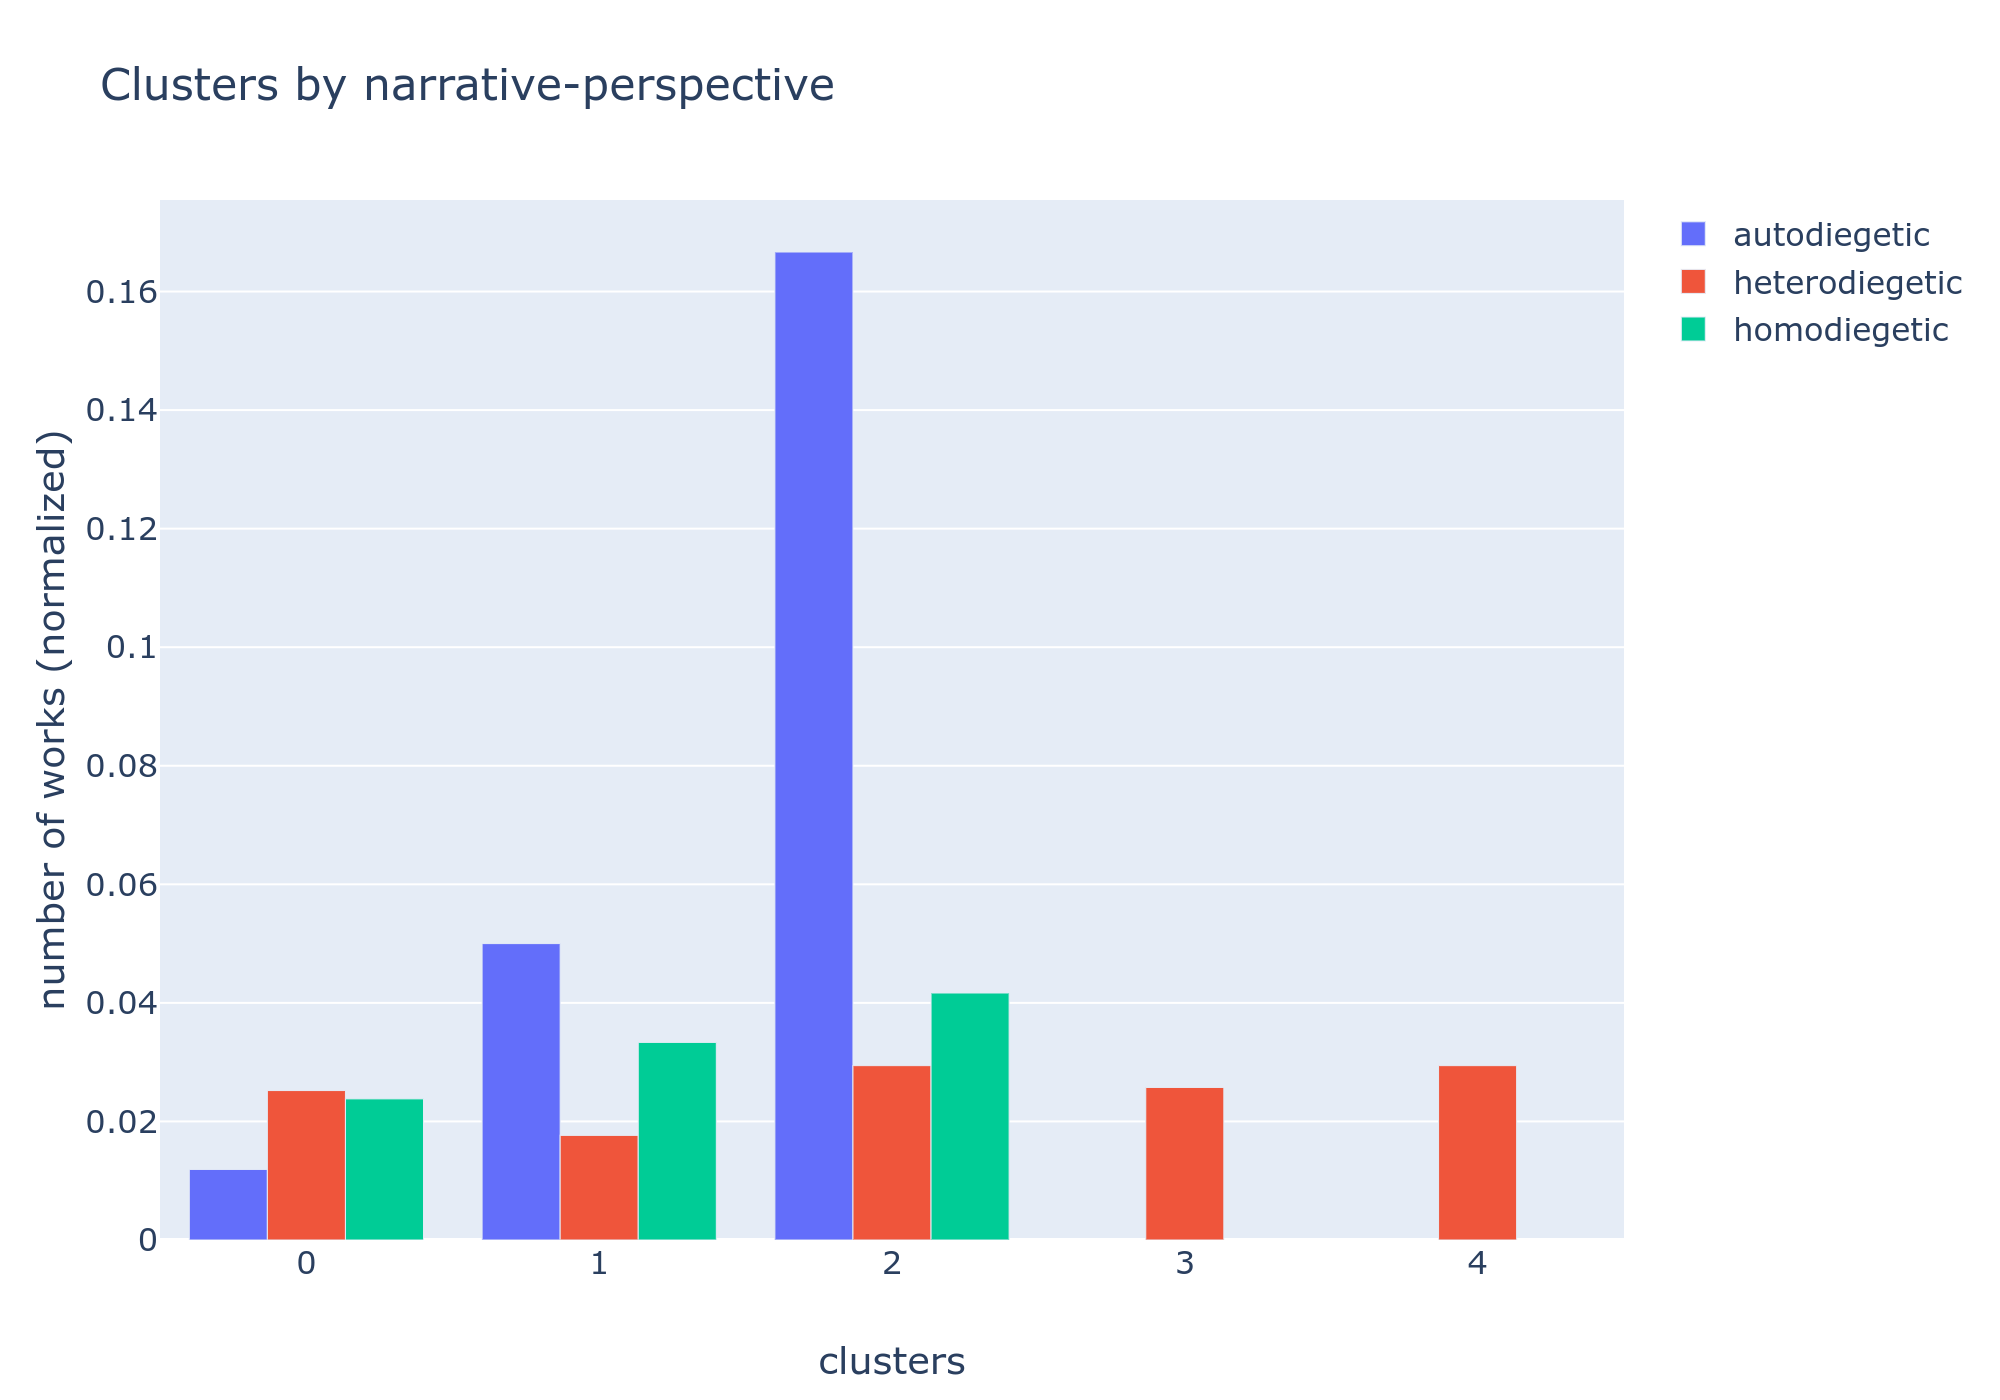 Clusters by narrative-perspective
autodiegetic
heterodiegetic
homodiegetic
number of works (normalized)
0.16
0.14
0.12
0.1
0.08
0.06
0.04
0.02
0
0 1 2 3 4
clusters